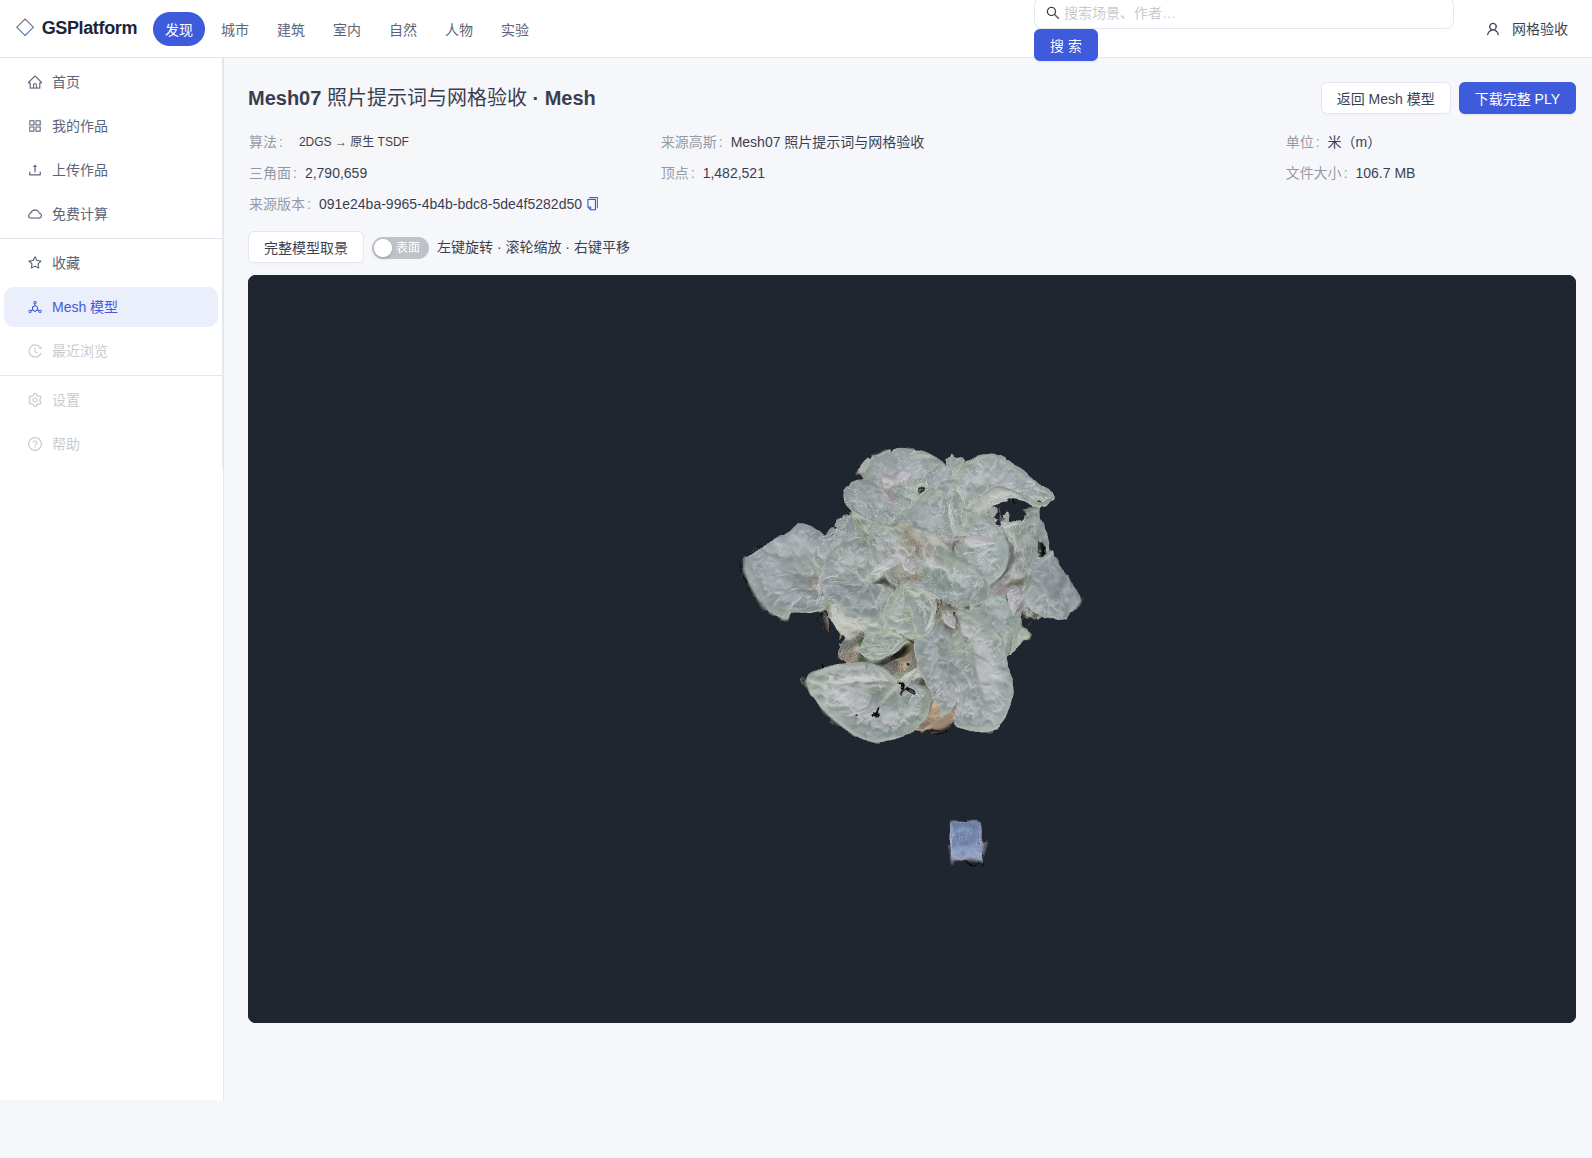 GSPlatform 发现 城市 建筑 室内 自然 人物 实验 搜索场景、作者… 网格验收
搜 索
首页
我的作品
上传作品
免费计算
收藏
Mesh 模型
最近浏览
设置
帮助
Mesh07 照片提示词与网格验收 · Mesh 返回 Mesh 模型 下载完整 PLY
算法： 2DGS → 原生 TSDF 来源高斯：Mesh07 照片提示词与网格验收 单位：米（m）
三角面：2,790,659 顶点：1,482,521 文件大小：106.7 MB
来源版本：091e24ba-9965-4b4b-bdc8-5de4f5282d50
完整模型取景 表面 左键旋转 · 滚轮缩放 · 右键平移